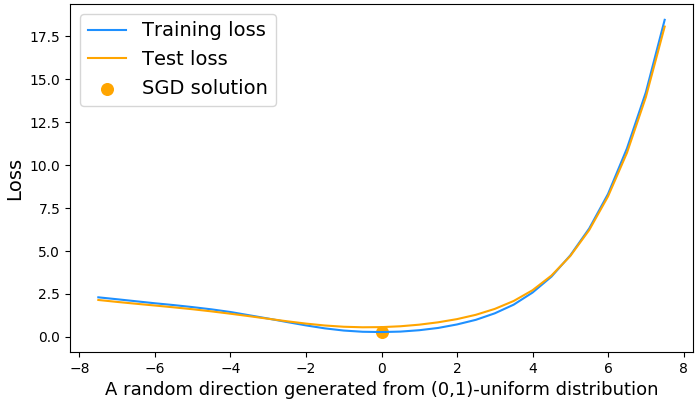 Training loss
Test loss
SGD solution
17.5
15.0
12.5
10.0
7.5
5.0
2.5
0.0
Loss
−8 −6 −4 −2 0 2 4 6 8
A random direction generated from (0,1)-uniform distribution